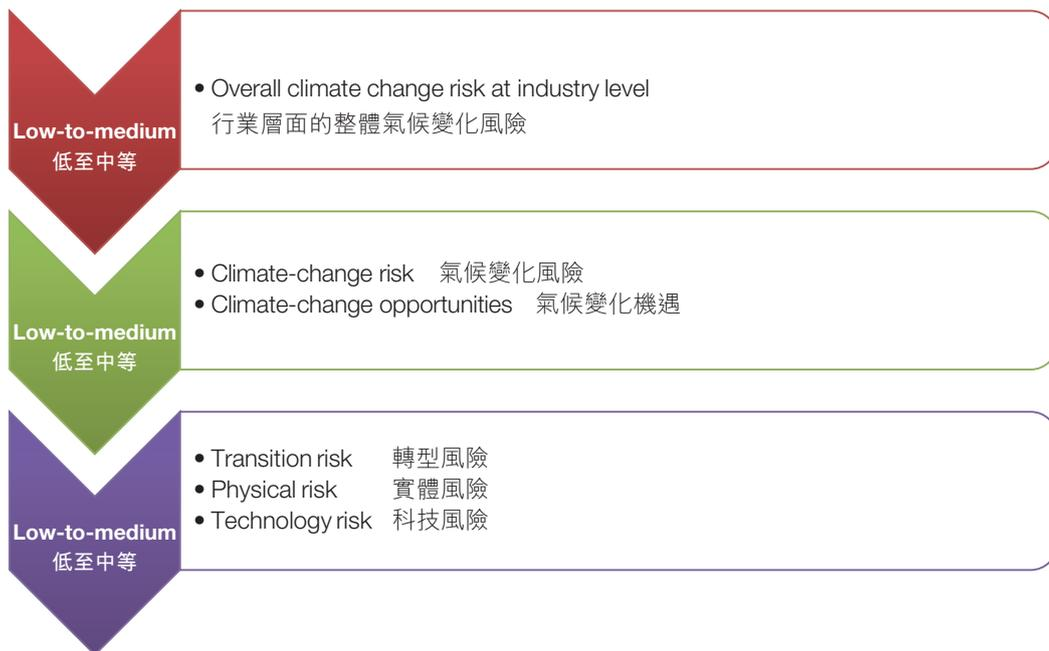 Low-to-medium
低至中等
• Overall climate change risk at industry level
行業層面的整體氣候變化風險
Low-to-medium
低至中等
• Climate-change risk 氣候變化風險
• Climate-change opportunities 氣候變化機遇
Low-to-medium
低至中等
• Transition risk 轉型風險
• Physical risk 實體風險
• Technology risk 科技風險